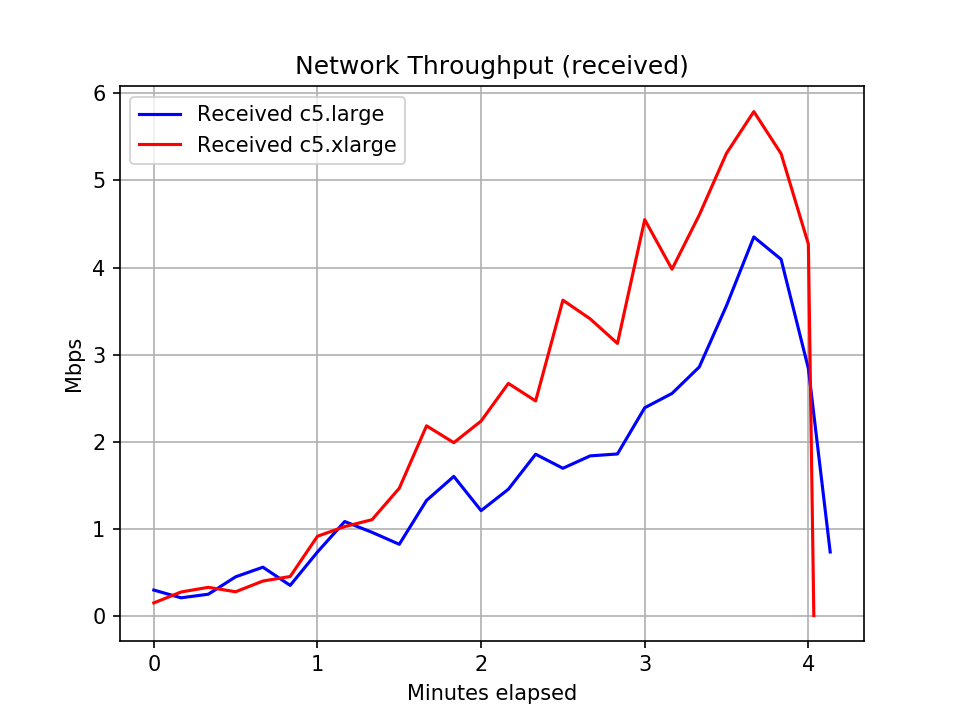 Network Throughput (received)
Received c5.large
Received c5.xlarge
Mbps
6
5
4
3
2
1
0
0 1 2 3 4
Minutes elapsed